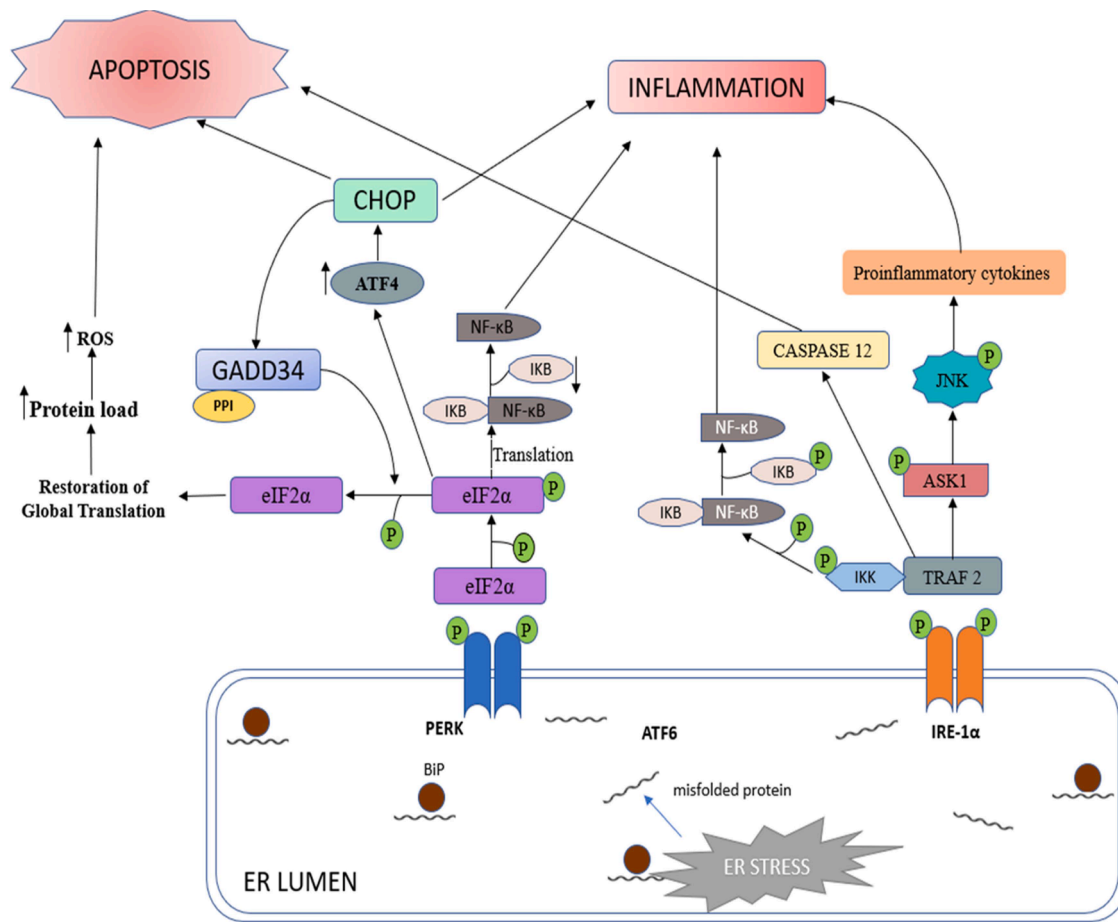 APOPTOSIS
INFLAMMATION
CHOP
ATF4
Proinflammatory cytokines
NF-κB
ROS
CASPASE 12
GADD34
IKB
P
JNK
PPI
Protein load
IKB
NF-κB
NF-κB
Translation
P
IKB
P
ASK1
Restoration of
Global Translation
eIF2α
eIF2α
P
IKB
NF-κB
P
P
P
P
IKK
TRAF 2
eIF2α
P
P
P
P
PERK
ATF6
IRE-1α
BiP
misfolded protein
ER STRESS
ER LUMEN